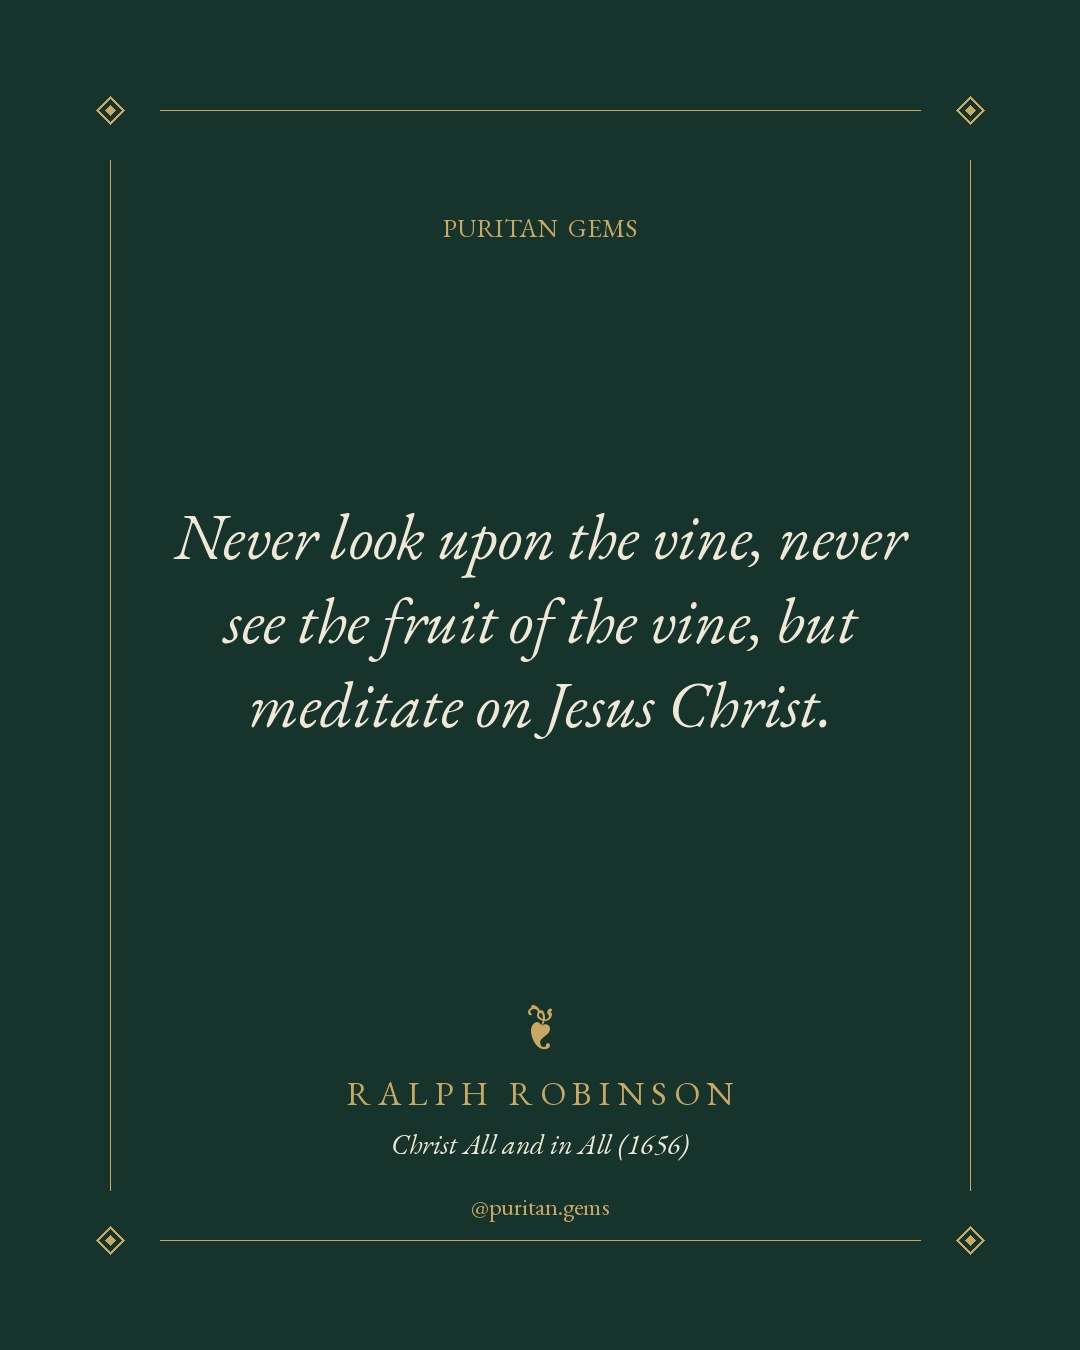 PURITAN GEMS
Never look upon the vine, never
see the fruit of the vine, but
meditate on Jesus Christ.
RALPH ROBINSON
Christ All and in All (1656)
@puritan.gems